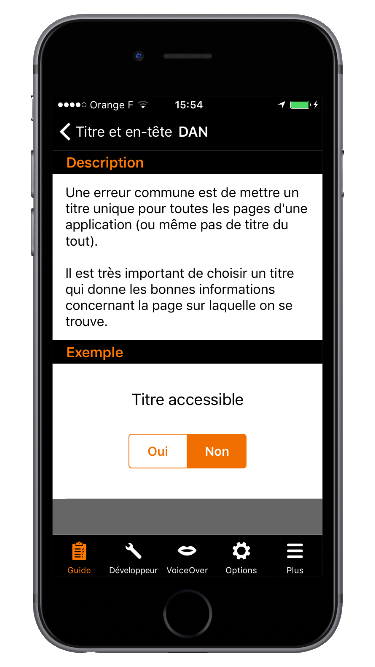 Orange F 15:54
Titre et en-tête DAN
Description
Une erreur commune est de mettre un
titre unique pour toutes les pages d'une
application (ou même pas de titre du
tout).
Il est très important de choisir un titre
qui donne les bonnes informations
concernant la page sur laquelle on se
trouve.
Exemple
Titre accessible
Oui Non
Guide Développeur VoiceOver Options Plus